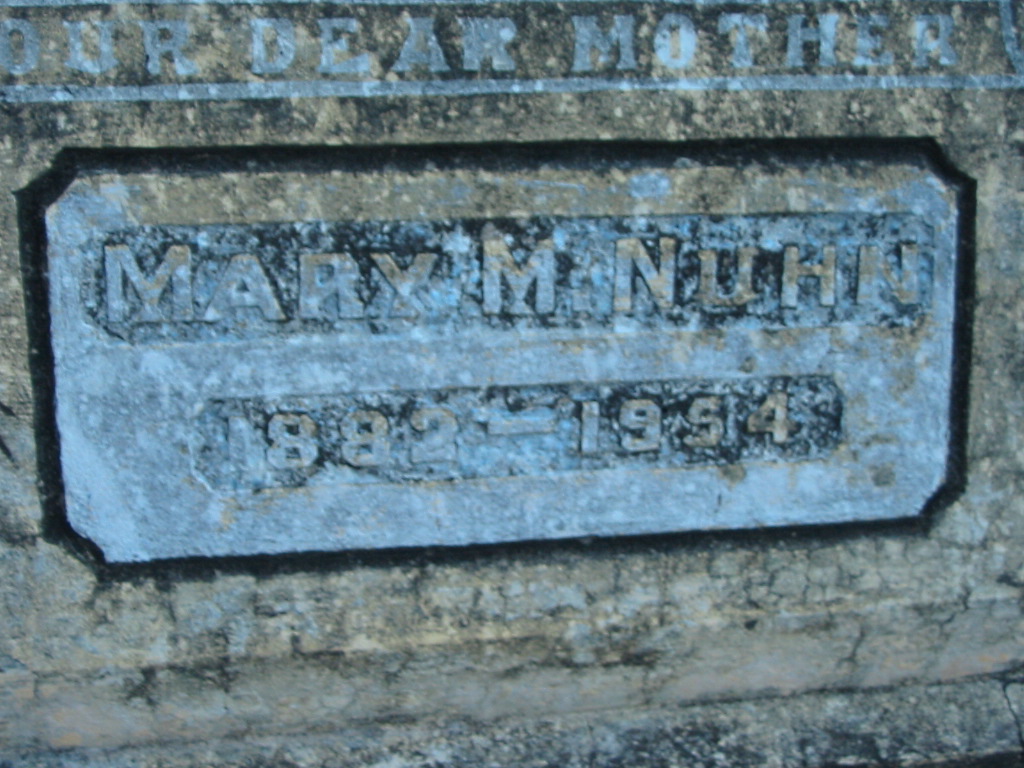 OUR DEAR MOTHER
MARY M. NUHN
1882 - 1954